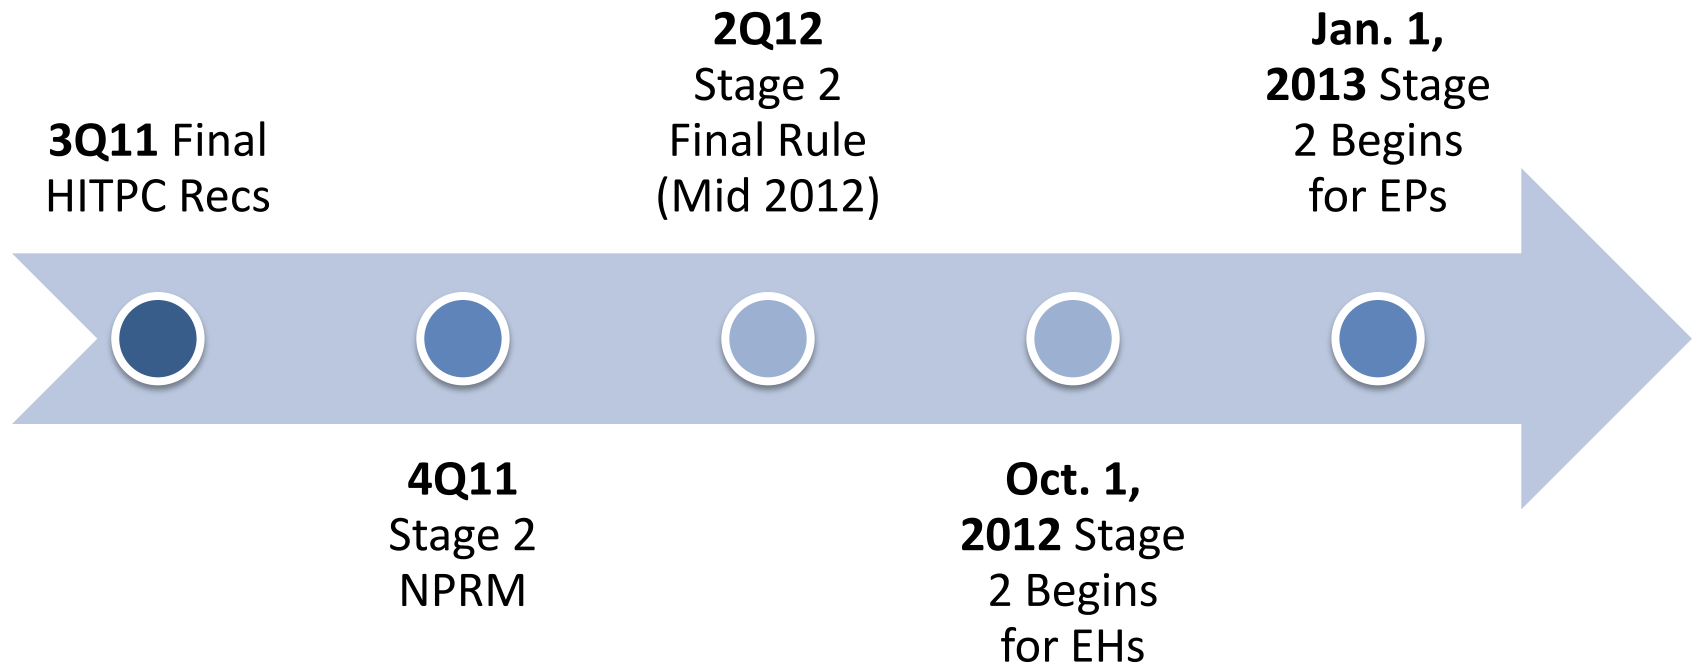 3Q11 Final
HITPC Recs
4Q11
Stage 2
NPRM
2Q12
Stage 2
Final Rule
(Mid 2012)
Oct. 1,
2012 Stage
2 Begins
for EHs
Jan. 1,
2013 Stage
2 Begins
for EPs